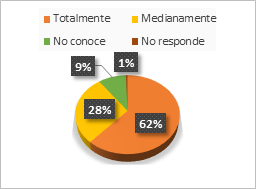 Totalmente Medianamente
No conoce No responde
1%
9%
28%
62%